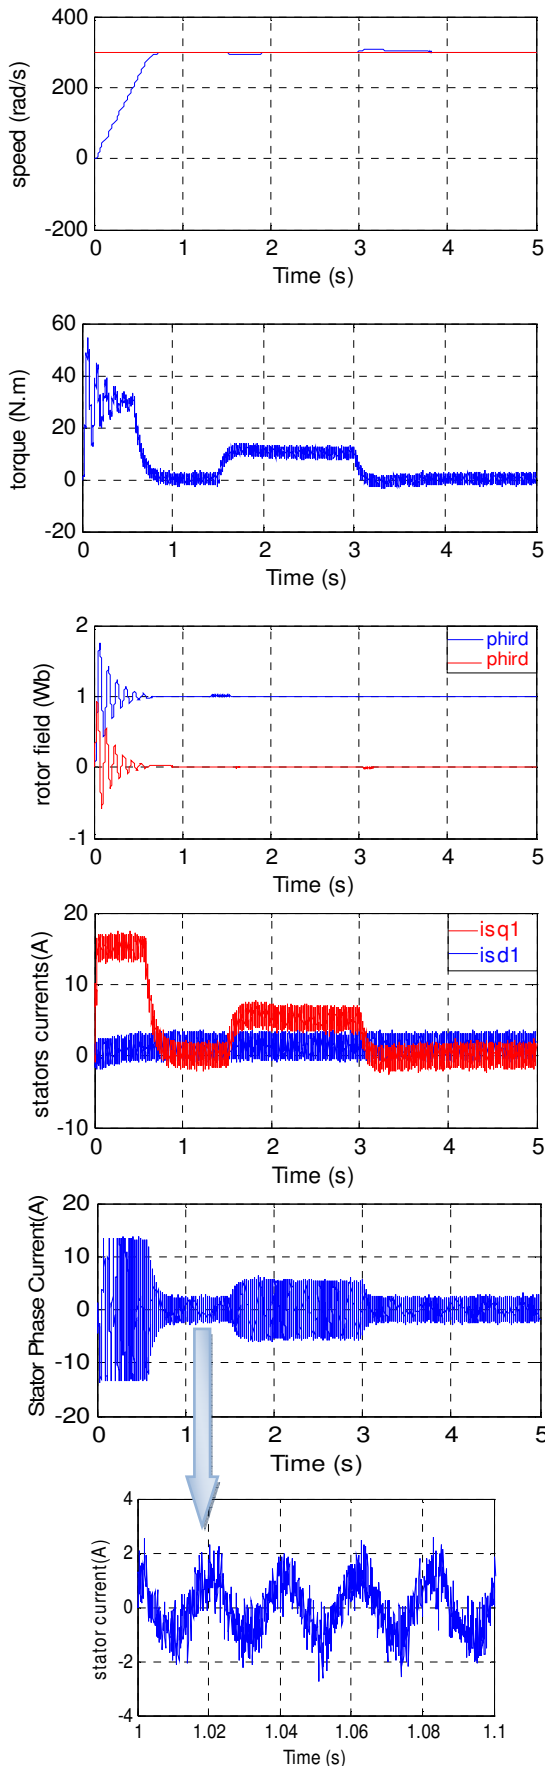 400
200
0
-200
speed (rad/s)
0 1 2 3 4 5
Time (s)
60
40
20
0
-20
torque (N.m)
0 1 2 3 4 5
Time (s)
2
1
0
-1
rotor field (Wb)
phird
phird
0 1 2 3 4 5
Time (s)
20
10
0
-10
stators currents(A)
isq1
isd1
0 1 2 3 4 5
Time (s)
20
10
0
-10
-20
Stator Phase Current(A)
0 1 2 3 4 5
Time (s)
4
2
0
-2
-4
stator current(A)
1 1.02 1.04 1.06 1.08 1.1
Time (s)